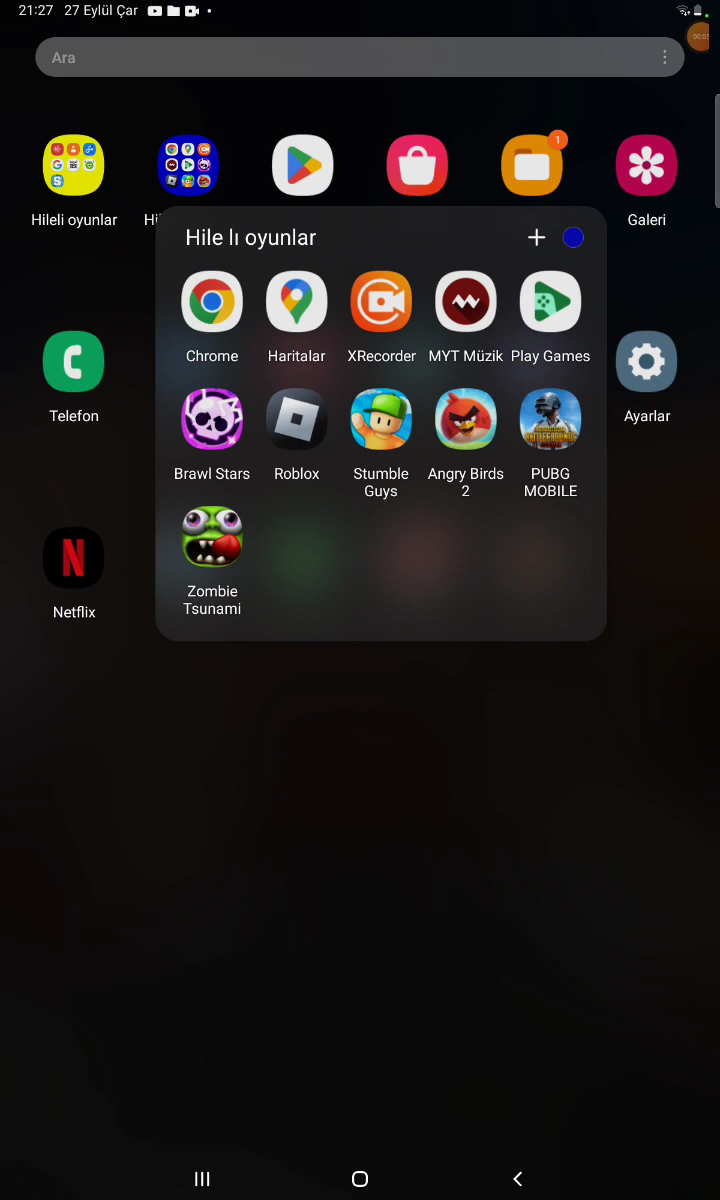 21:27 27 Eylül Çar
Ara
1
Hileli oyunlar
Galeri
Hile lı oyunlar
Chrome
Haritalar
XRecorder
MYT Müzik
Play Games
Telefon
Ayarlar
Brawl Stars
Roblox
Stumble
Guys
Angry Birds
2
PUBG
MOBILE
Netflix
Zombie
Tsunami